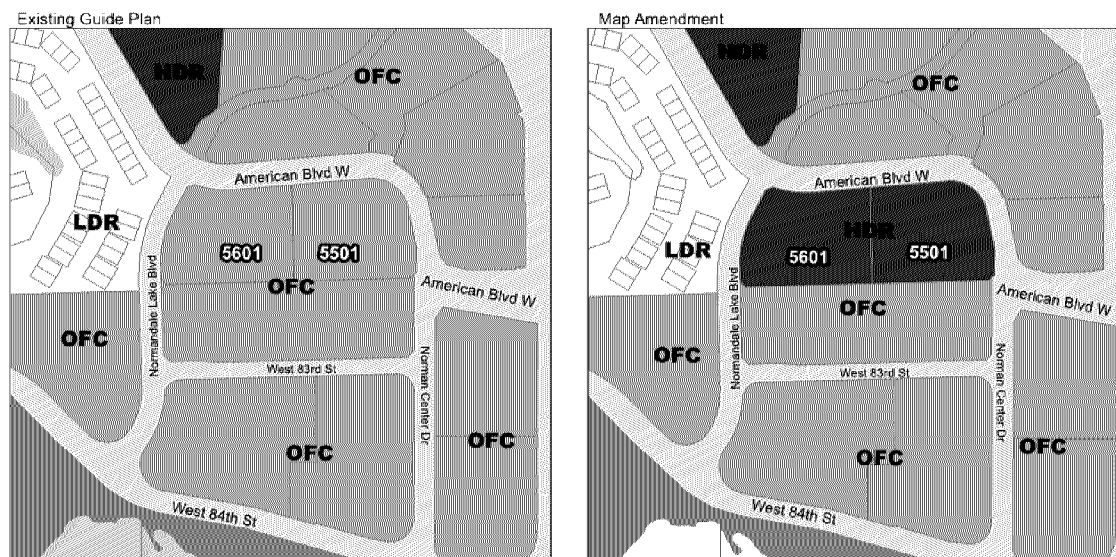 Existing Guide Plan
HDR
OFC
American Blvd W
LDR
5601
5501
OFC
American Blvd W
Normandale Lake Blvd
OFC
West 83rd St
Norman Center Dr
OFC
OFC
West 84th St
Map Amendment
HDR
OFC
American Blvd W
HDR
LDR
5601
5501
American Blvd W
OFC
Normandale Lake Blvd
OFC
West 83rd St
Norman Center Dr
OFC
OFC
West 84th St